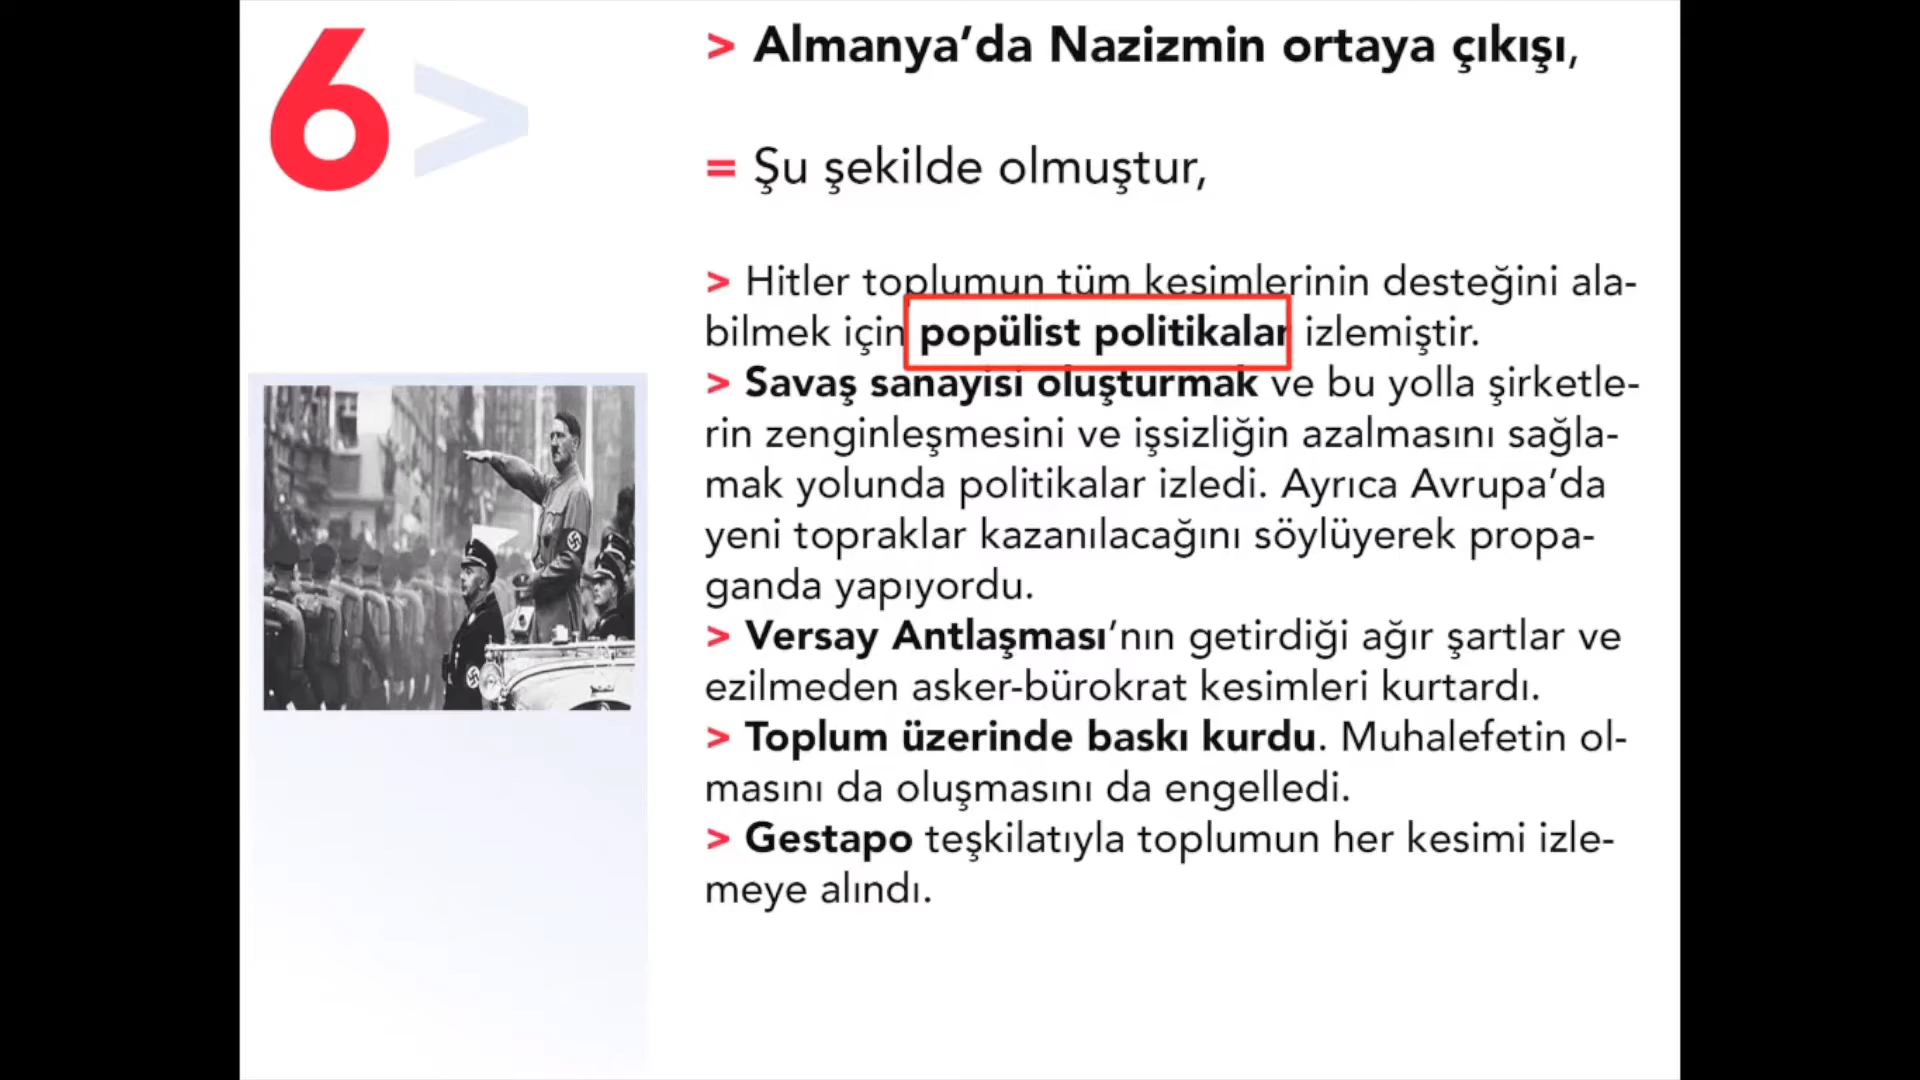 6>
> Almanya’da Nazizmin ortaya çıkışı,
= Şu şekilde olmuştur,
> Hitler toplumun tüm kesimlerinin desteğini ala-
bilmek için popülist politikalar izlemiştir.
> Savaş sanayisi oluşturmak ve bu yolla şirketle-
rin zenginleşmesini ve işsizliğin azalmasını sağla-
mak yolunda politikalar izledi. Ayrıca Avrupa’da
yeni topraklar kazanılacağını söylüyerek propa-
ganda yapıyordu.
> Versay Antlaşması’nın getirdiği ağır şartlar ve
ezilmeden asker-bürokrat kesimleri kurtardı.
> Toplum üzerinde baskı kurdu. Muhalefetin ol-
masını da oluşmasını da engelledi.
> Gestapo teşkilatıyla toplumun her kesimi izle-
meye alındı.